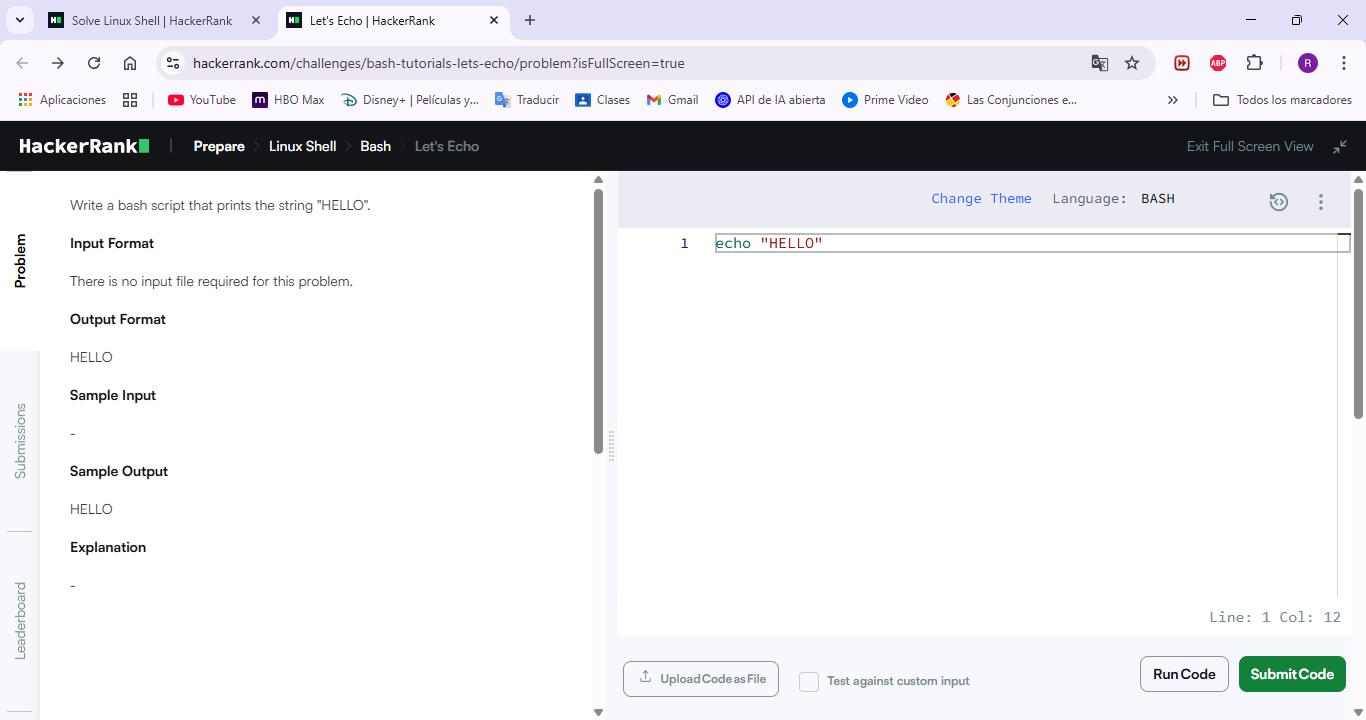 Solve Linux Shell | HackerRank
Let's Echo | HackerRank
hackerrank.com/challenges/bash-tutorials-lets-echo/problem?isFullScreen=true
ABP
R
Aplicaciones
YouTube
HBO Max
Disney+ | Películas y...
Traducir
Clases
Gmail
API de IA abierta
Prime Video
Las Conjunciones e...
Todos los marcadores
HackerRank
Prepare
Linux Shell
Bash
Let's Echo
Exit Full Screen View
Problem
Submissions
Leaderboard
Write a bash script that prints the string "HELLO".
Input Format
There is no input file required for this problem.
Output Format
HELLO
Sample Input
-
Sample Output
HELLO
Explanation
-
Change Theme Language: BASH
1 echo "HELLO"
Line: 1 Col: 12
Upload Code as File
Test against custom input
Run Code
Submit Code